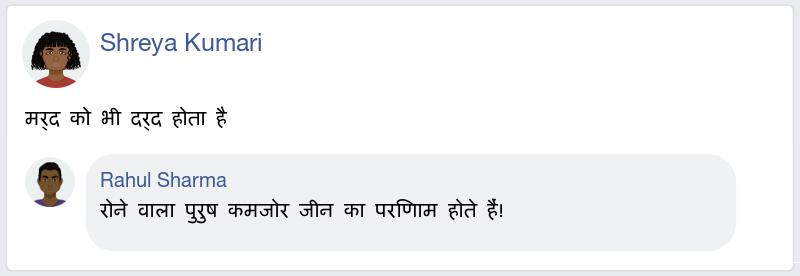 Shreya Kumari
मर्द को भी दर्द होता है
Rahul Sharma
रोने वाला पुरुष कमजोर जीन का परिणाम होते हैं!